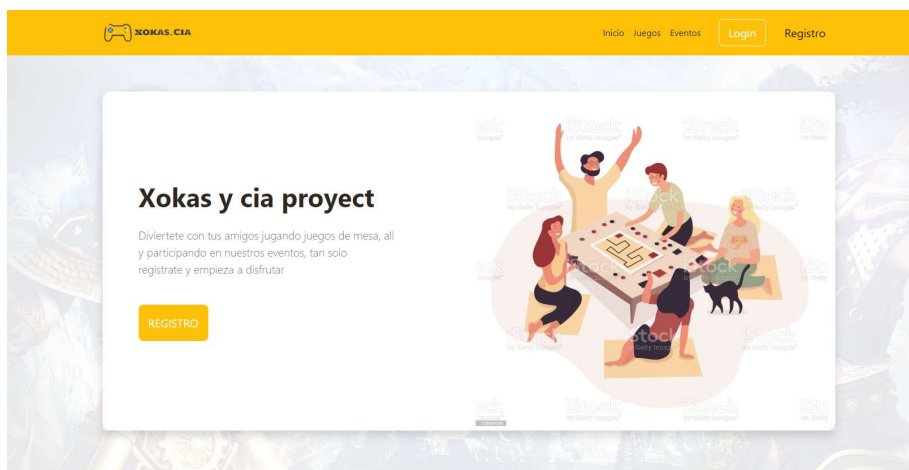 XOKAS.CIA
Inicio Juegos Eventos Login Registro
Xokas y cia proyect
Diviertete con tus amigos jugando juegos de mesa, all
y participando en nuestros eventos, tan solo
registrate y empieza a disfrutar
REGISTRO
iStock
by Getty Images"